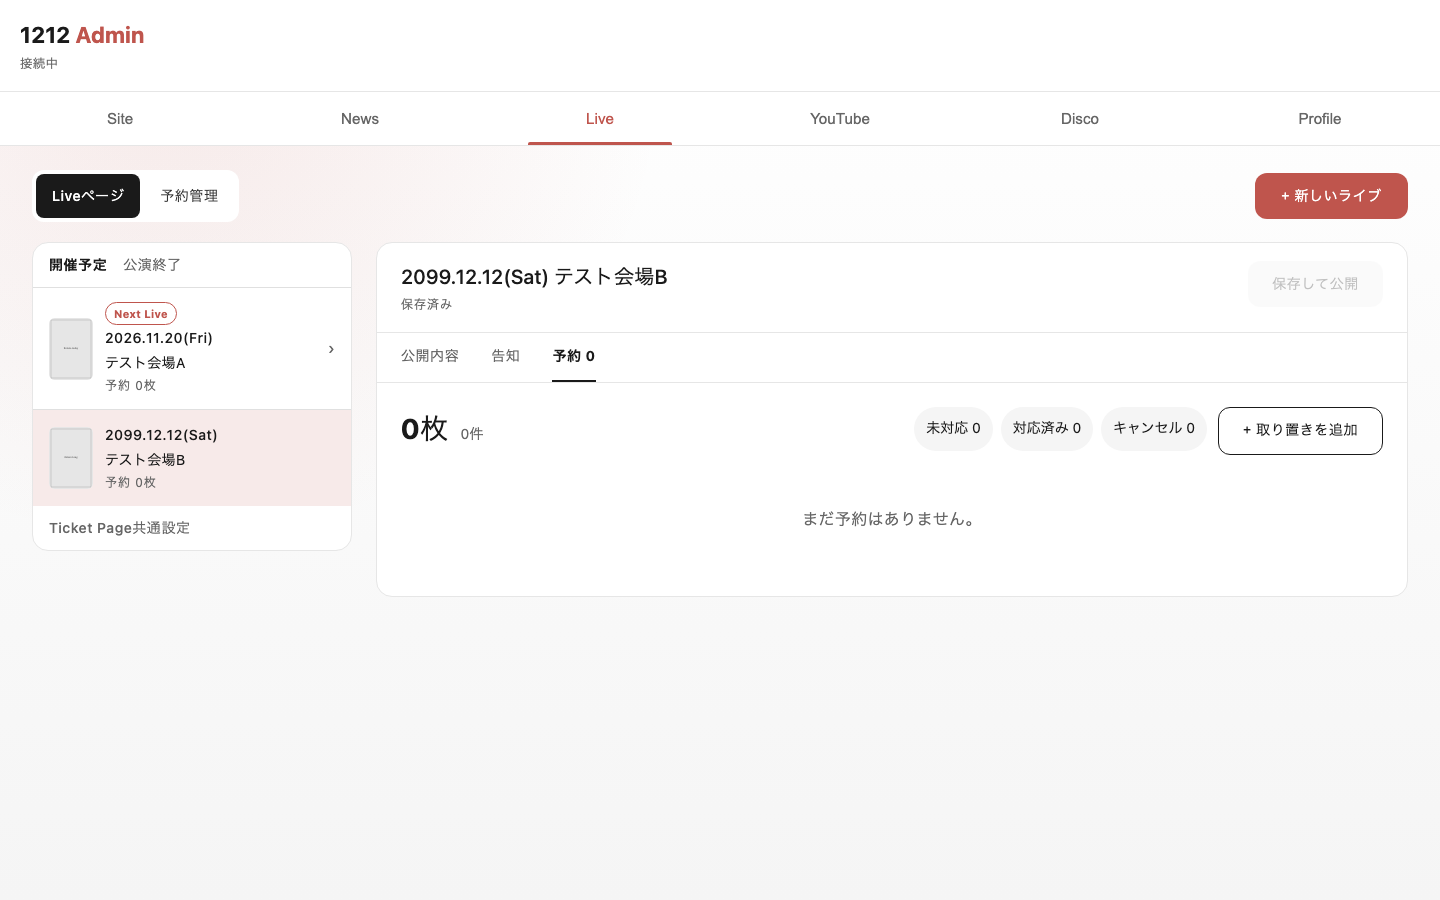 1212 Admin
接続中
Site
News
Live
YouTube
Disco
Profile
Liveページ
予約管理
+ 新しいライブ
開催予定
公演終了
Next Live
2026.11.20(Fri)
テスト会場A
予約 0枚
›
2099.12.12(Sat)
テスト会場B
予約 0枚
Ticket Page共通設定
2099.12.12(Sat) テスト会場B
保存済み
保存して公開
公開内容
告知
予約 0
0枚 0件
未対応 0
対応済み 0
キャンセル 0
+ 取り置きを追加
まだ予約はありません。